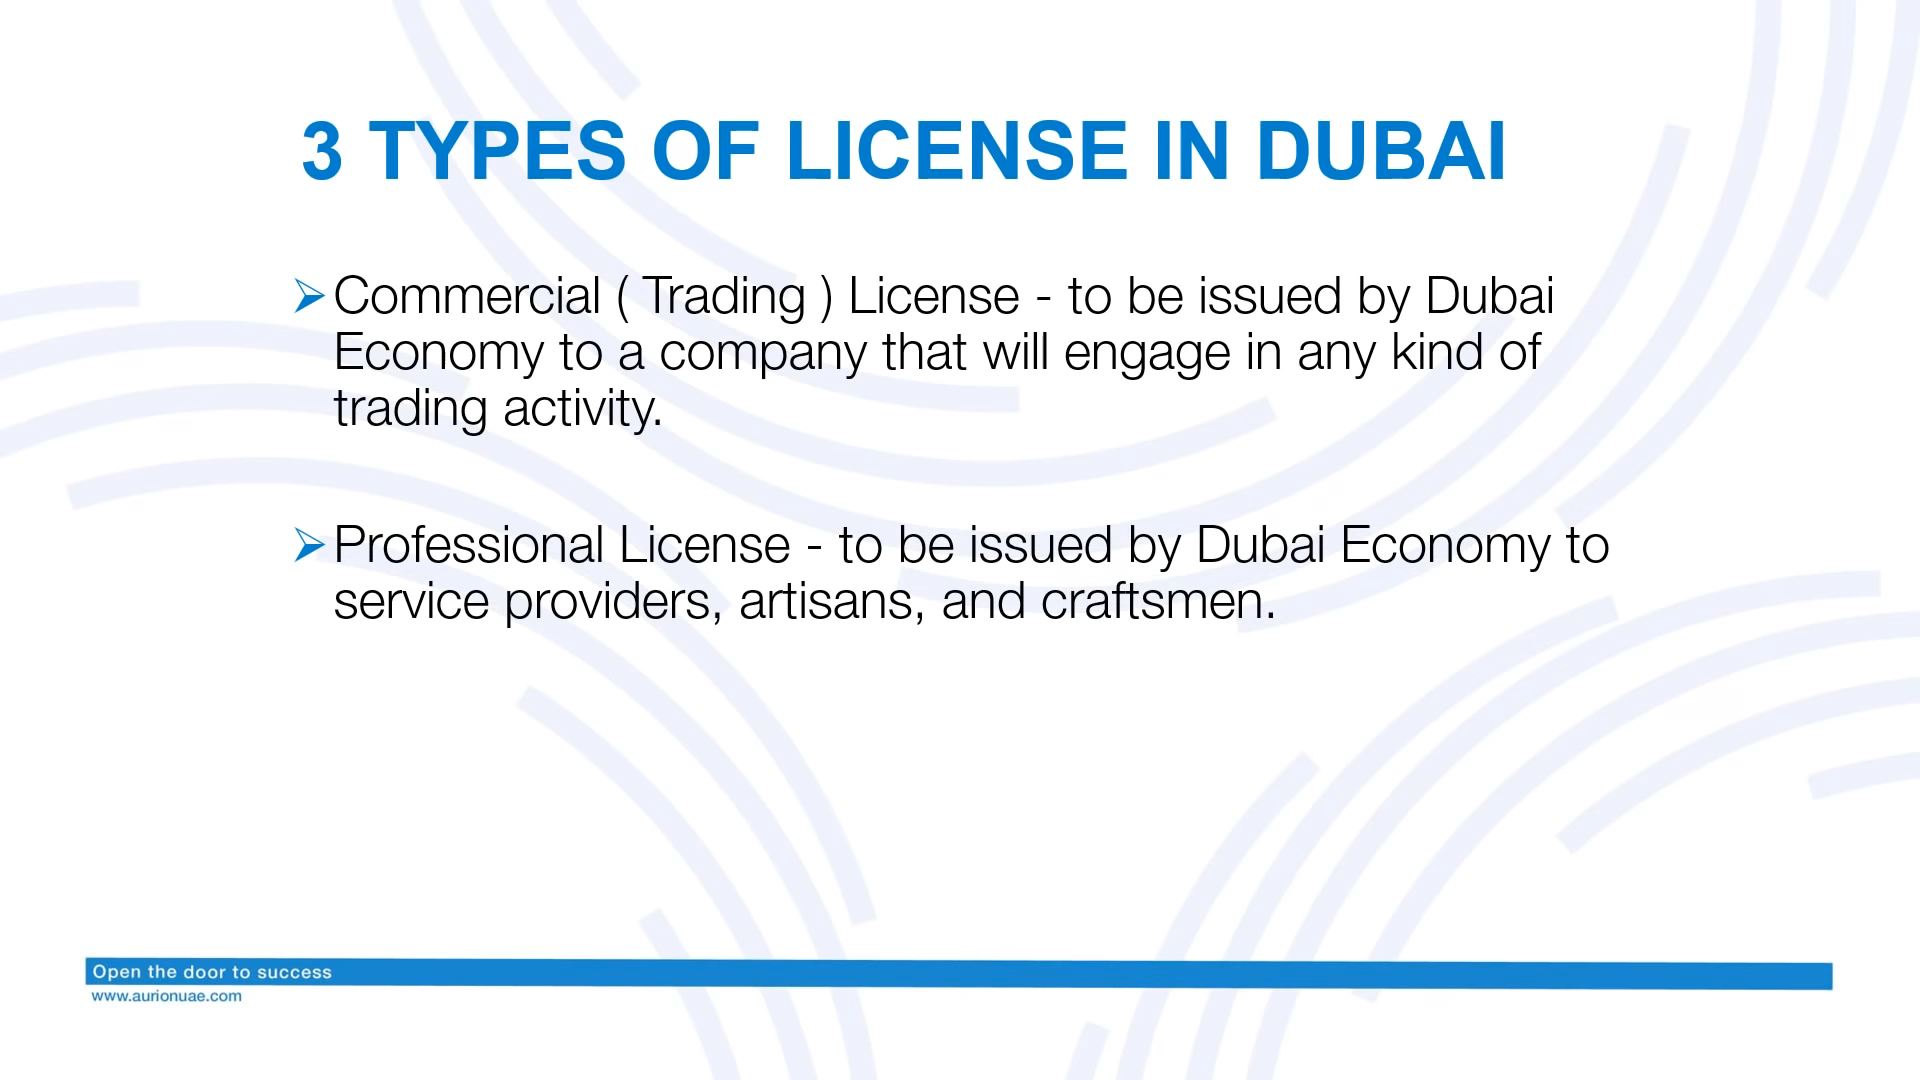 3 TYPES OF LICENSE IN DUBAI
Commercial ( Trading ) License - to be issued by Dubai
Economy to a company that will engage in any kind of
trading activity.
Professional License - to be issued by Dubai Economy to
service providers, artisans, and craftsmen.
Open the door to success
www.aurionuae.com